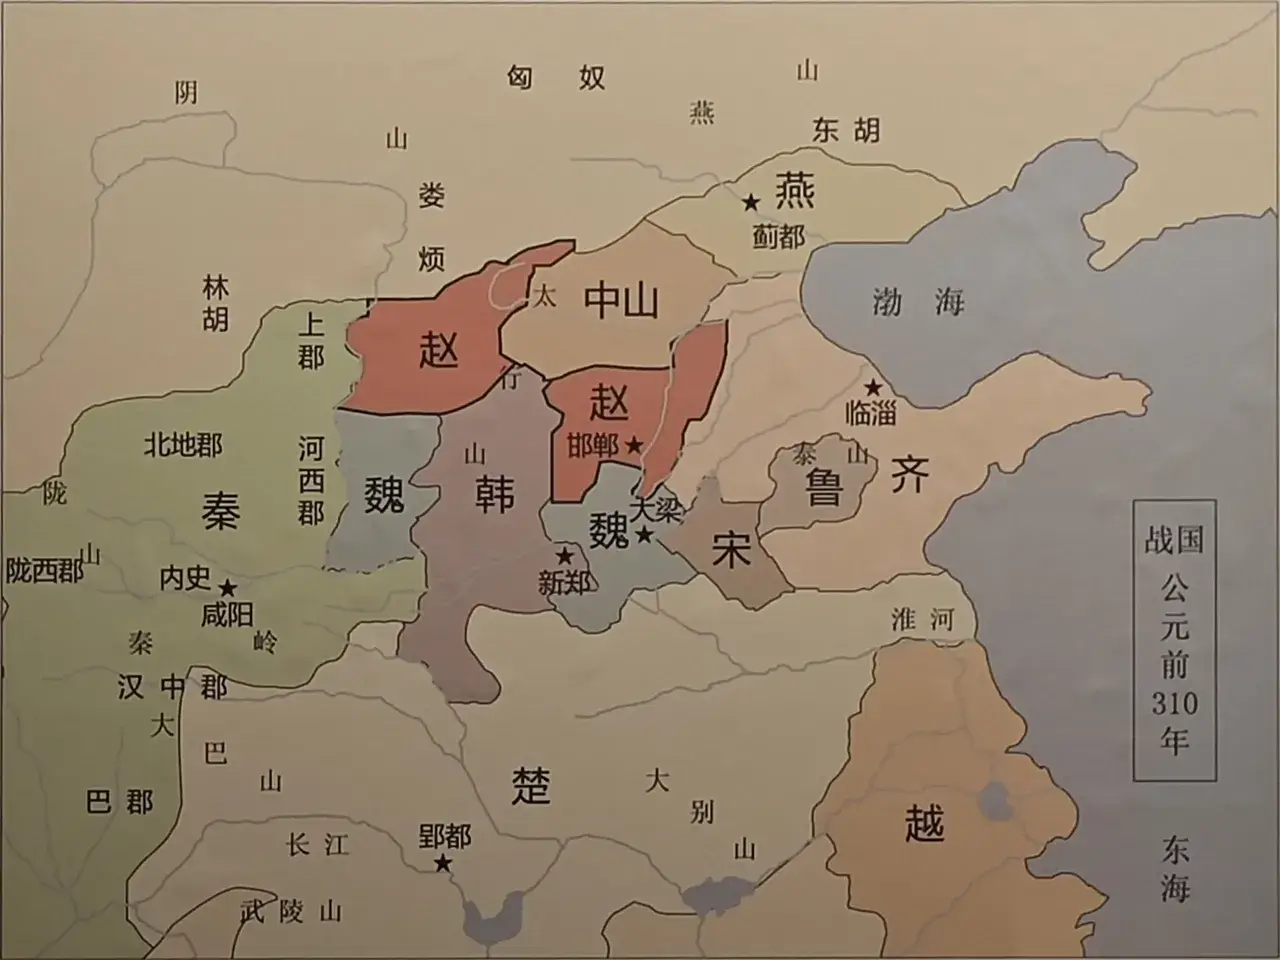 阴山
匈奴
燕山
东胡
娄烦
林胡
燕
蓟都
中山
太行山
渤海
上郡
赵
赵
邯郸
临淄
北地郡
河西郡
秦
魏
韩
魏
大梁
新郑
宋
泰山
鲁
齐
陇山
陇西郡
内史
咸阳
秦岭
汉中郡
淮河
大巴山
巴郡
楚
大别山
越
郢都
长江
武陵山
战国
公元前
310
年
东海